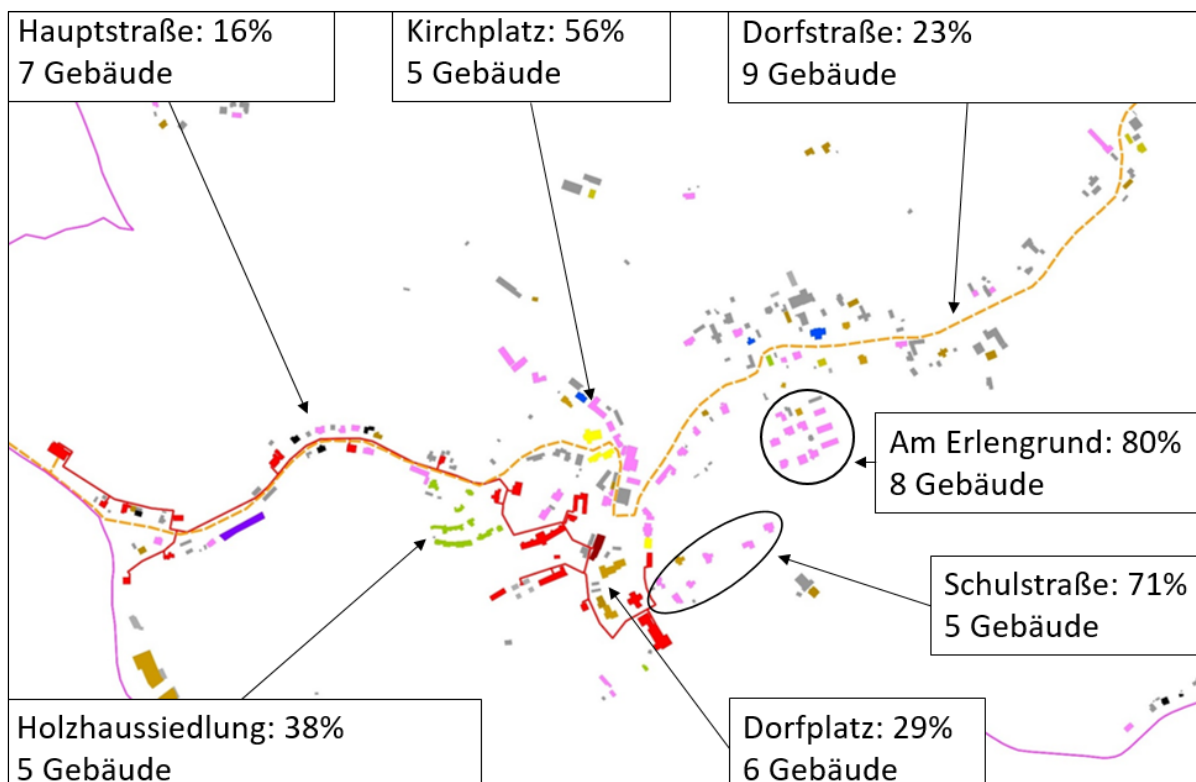 Hauptstraße: 16%
7 Gebäude
Kirchplatz: 56%
5 Gebäude
Dorfstraße: 23%
9 Gebäude
Am Erlengrund: 80%
8 Gebäude
Schulstraße: 71%
5 Gebäude
Holzhaussiedlung: 38%
5 Gebäude
Dorfplatz: 29%
6 Gebäude